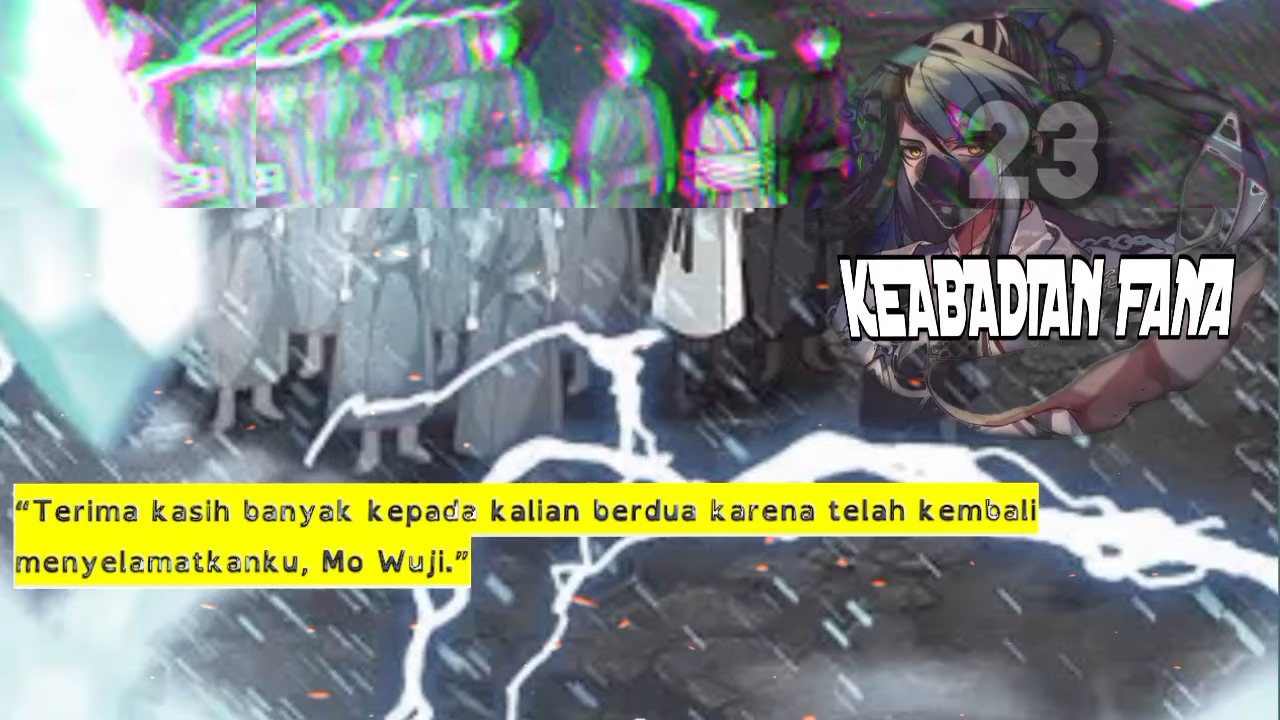 23
KEABADIAN FANA
“Terima kasih banyak kepada kalian berdua karena telah kembali
menyelamatkanku, Mo Wuji.”